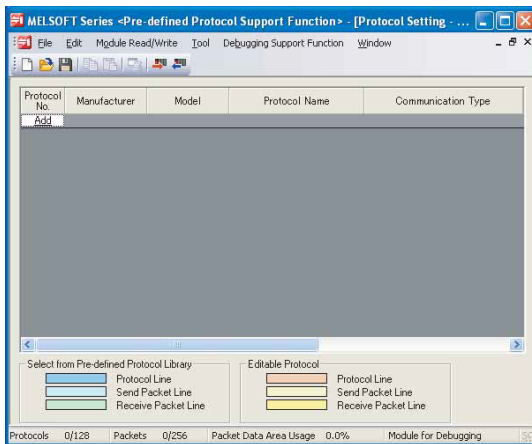 MELSOFT Series <Pre-defined Protocol Support Function> - [Protocol Setting - ...
File Edit Module Read/Write Tool Debugging Support Function Window
Protocol No. Manufacturer Model Protocol Name Communication Type
Add
Select from Pre-defined Protocol Library
Protocol Line
Send Packet Line
Receive Packet Line
Editable Protocol
Protocol Line
Send Packet Line
Receive Packet Line
Protocols 0/128 Packets 0/256 Packet Data Area Usage 0.0% Module for Debugging